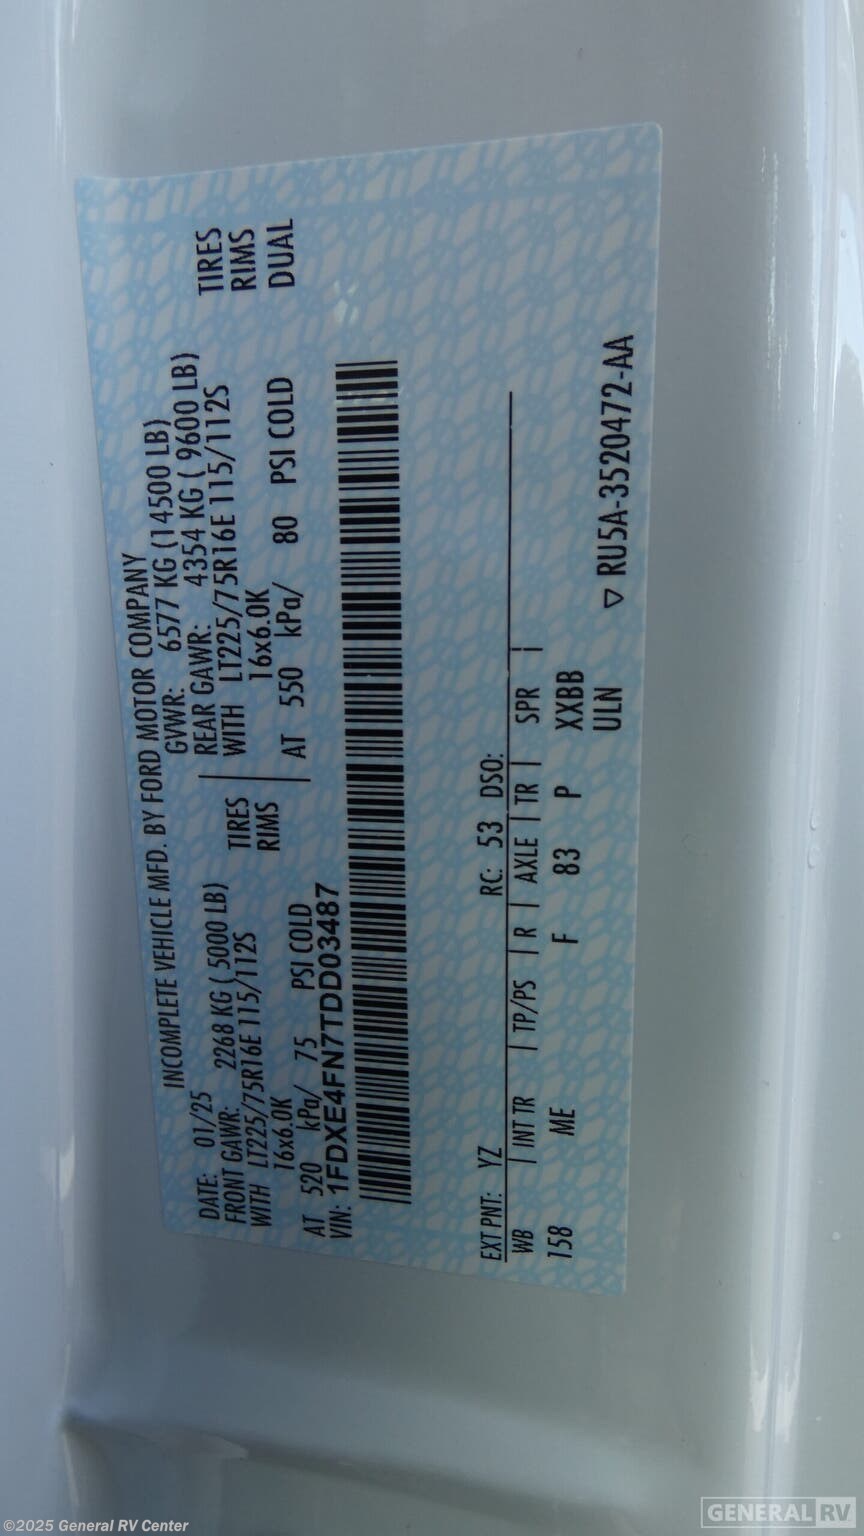 INCOMPLETE VEHICLE MFD. BY FORD MOTOR COMPANY
DATE: 01/25 GVWR: 6577 KG (14500 LB)
FRONT GAWR: 2268 KG ( 5000 LB) REAR GAWR: 4354 KG ( 9600 LB)
WITH LT225/75R16E 115/112S TIRES WITH LT225/75R16E 115/112S TIRES
16x6.0K RIMS 16x6.0K RIMS
AT 520 kPa/ 75 PSI COLD AT 550 kPa/ 80 PSI COLD DUAL
VIN: 1FDXE4FN7TDD03487
EXT PNT: YZ RC: 53 DSO:
WB | INT TR | TP/PS | R | AXLE | TR | SPR |
158 ME F 83 P XXBB
ULN
▽ RU5A-3520472-AA
©2025 General RV Center
GENERAL RV